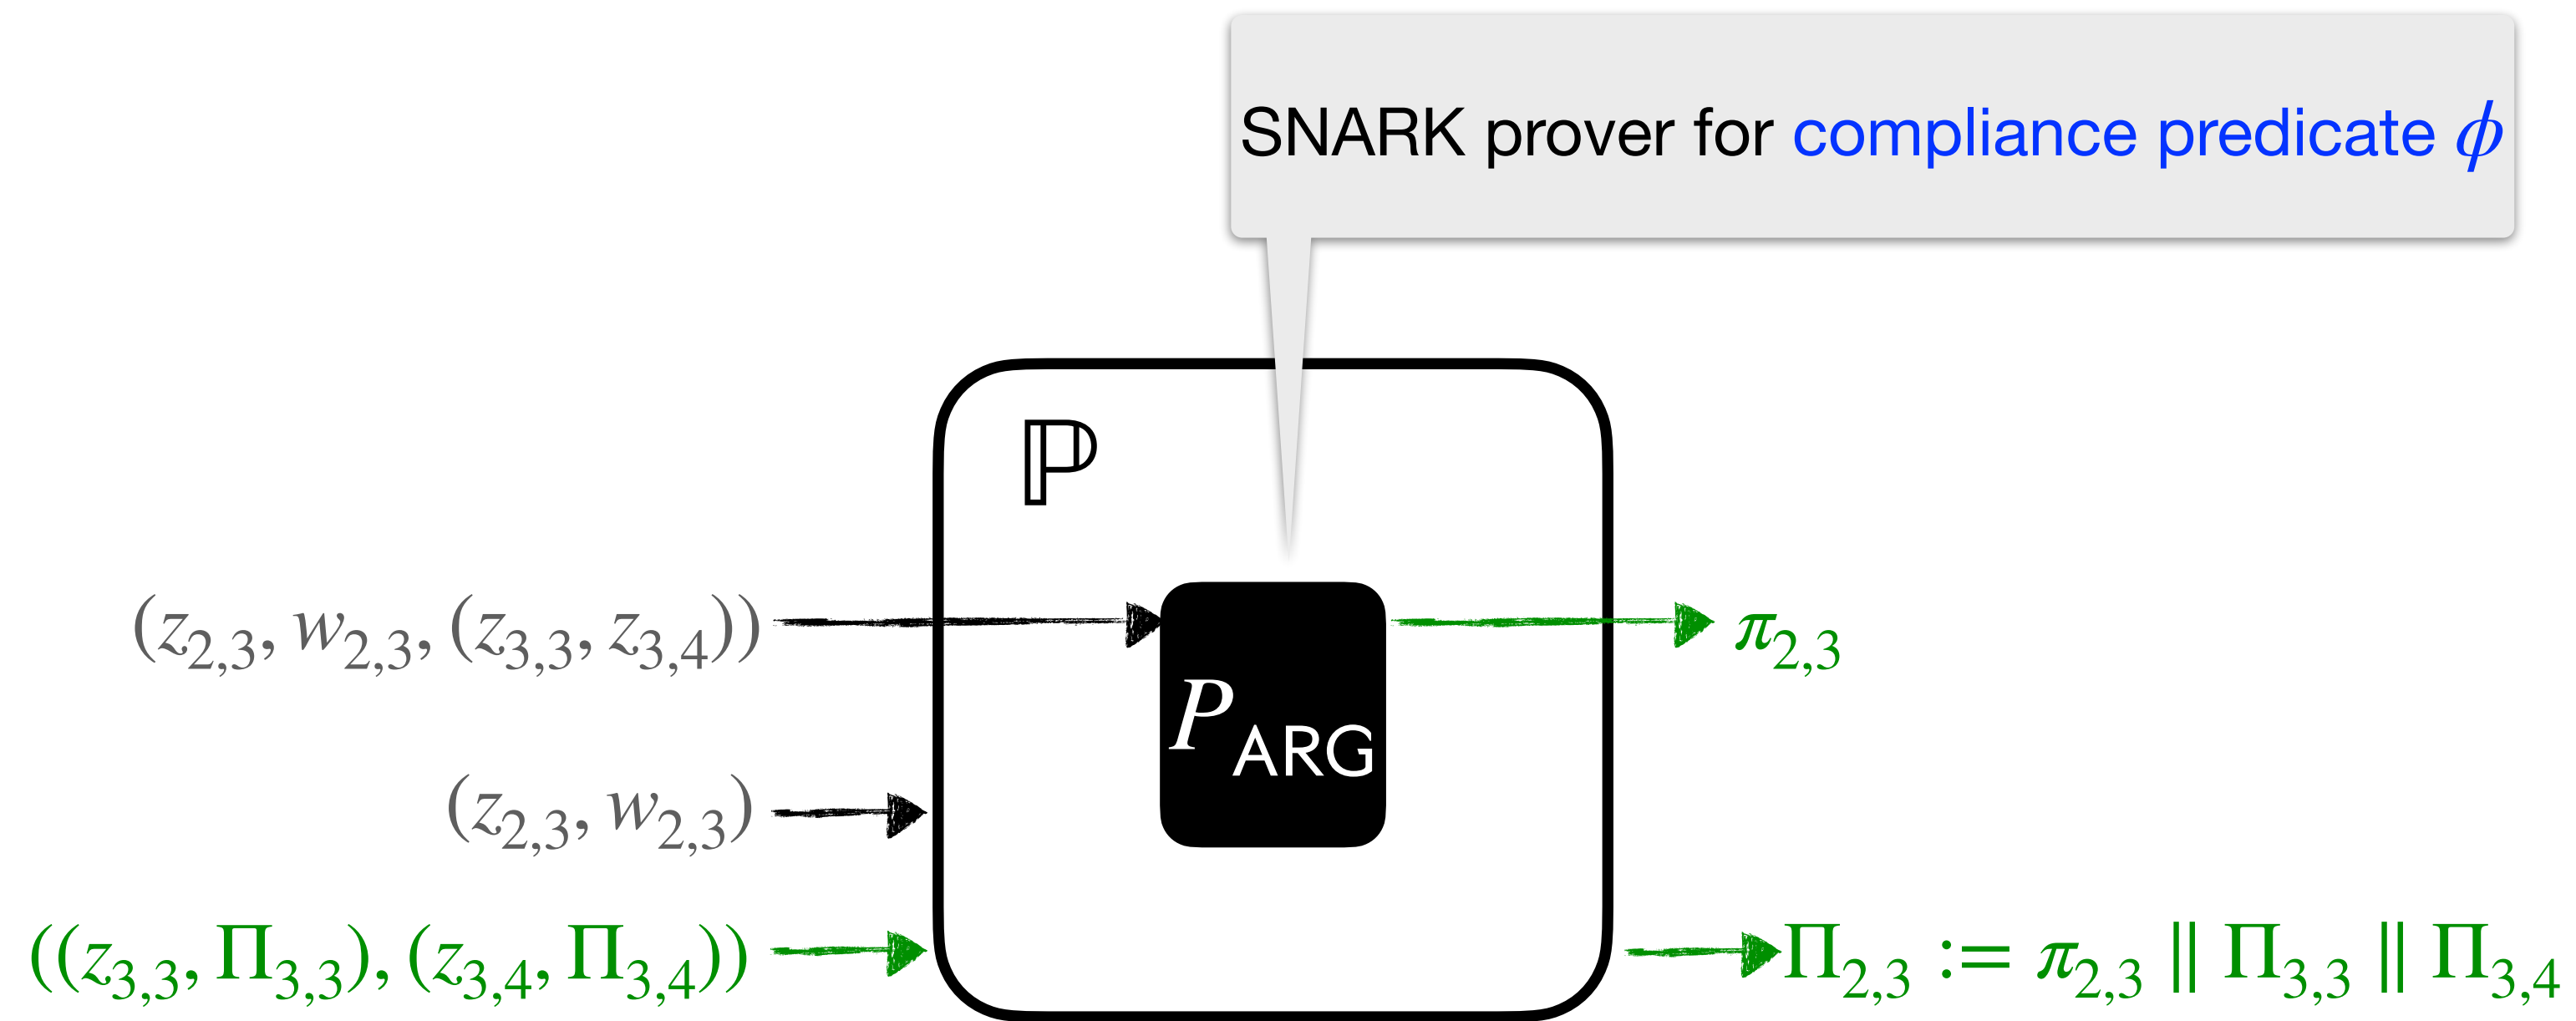 SNARK prover for compliance predicate ϕ
ℙ
(z₂,₃, w₂,₃, (z₃,₃, z₃,₄))
π₂,₃
P_ARG
(z₂,₃, w₂,₃)
((z₃,₃, Π₃,₃), (z₃,₄, Π₃,₄))
Π₂,₃ := π₂,₃ ∥ Π₃,₃ ∥ Π₃,₄